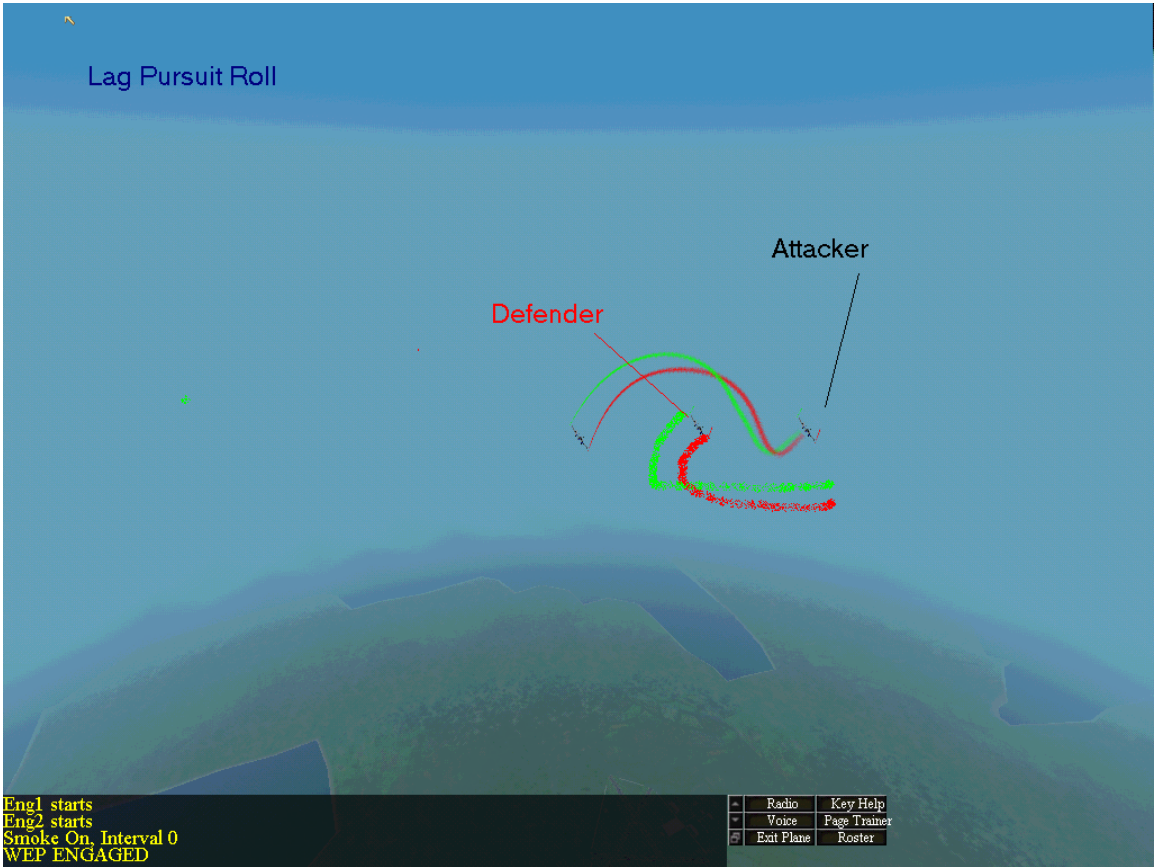 Lag Pursuit Roll
Attacker
Defender
Eng1 starts
Eng2 starts
Smoke On, Interval 0
WEP ENGAGED
Radio Key Help
Voice Page Trainer
Exit Plane Roster